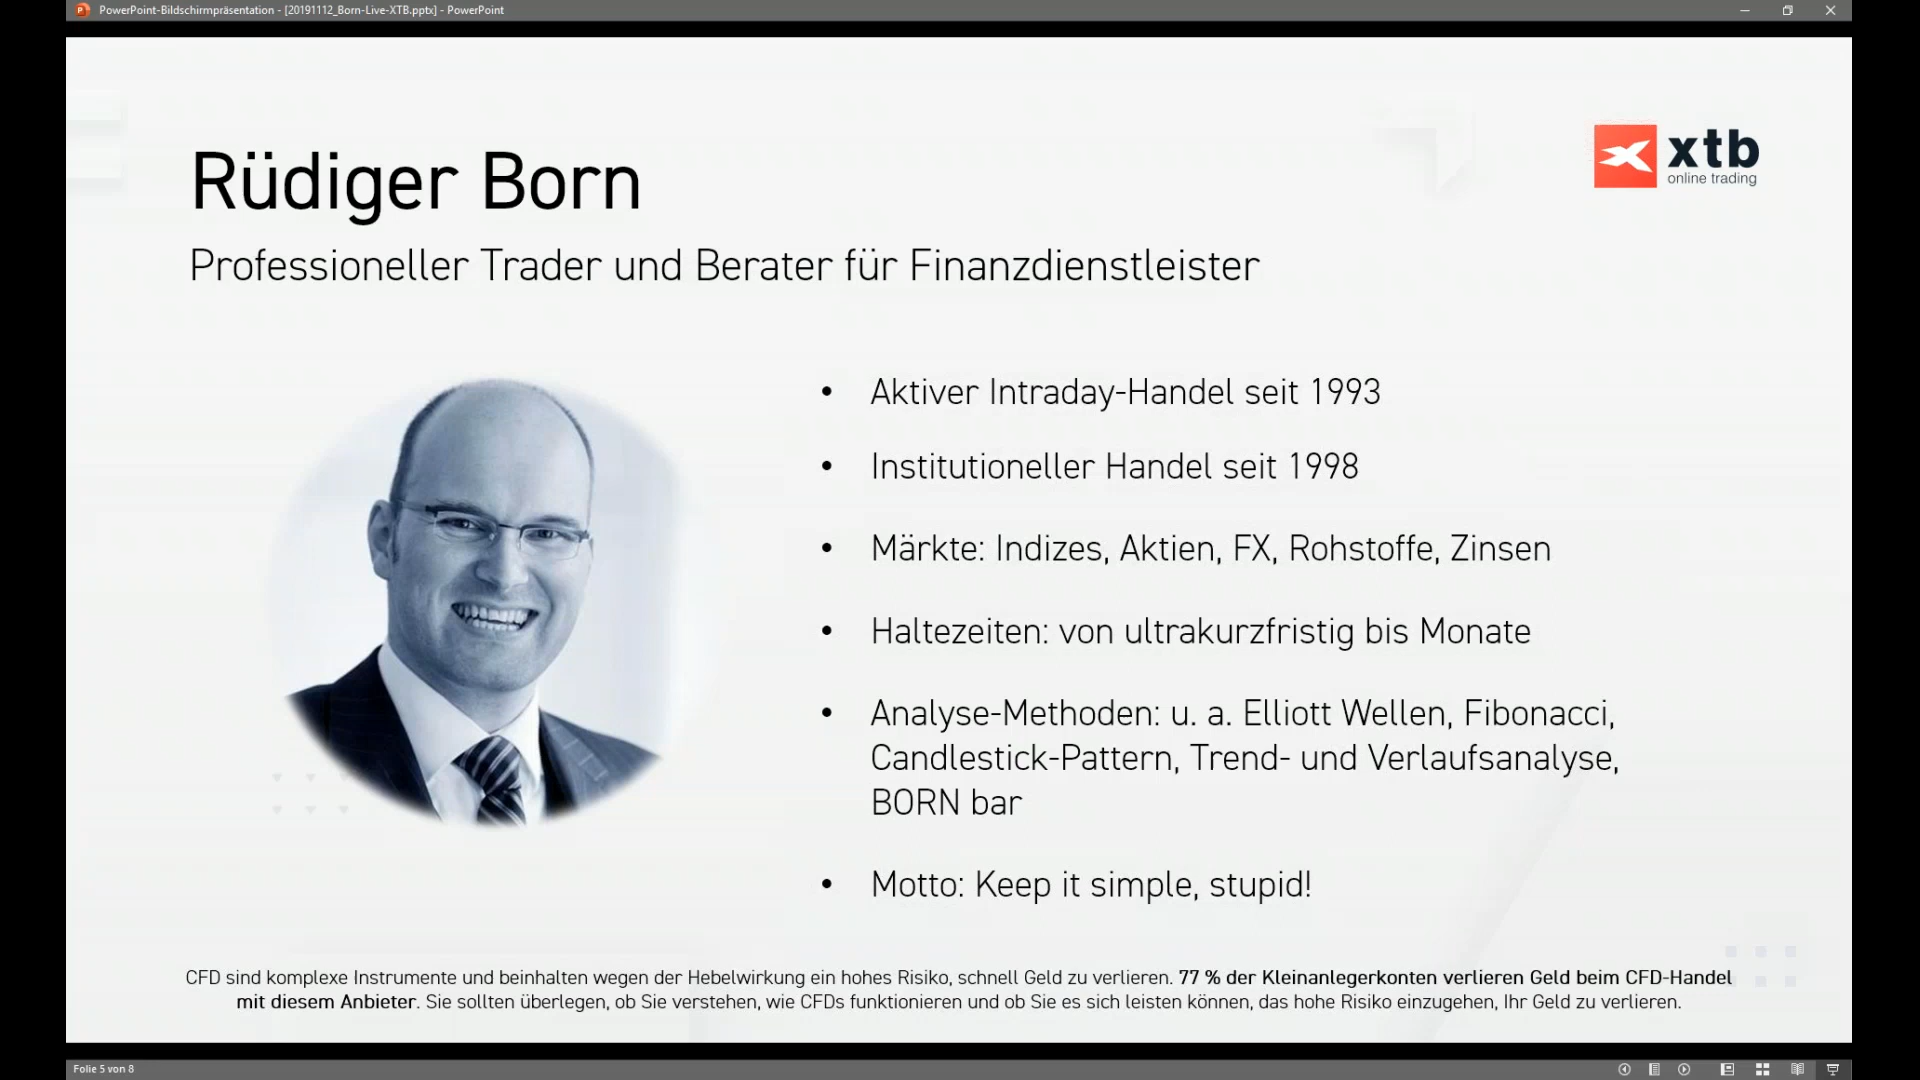 PowerPoint-Bildschirmpräsentation - [20191112_Born-Live-XTB.pptx] - PowerPoint
xtb
online trading
Rüdiger Born
Professioneller Trader und Berater für Finanzdienstleister
• Aktiver Intraday-Handel seit 1993
• Institutioneller Handel seit 1998
• Märkte: Indizes, Aktien, FX, Rohstoffe, Zinsen
• Haltezeiten: von ultrakurzfristig bis Monate
• Analyse-Methoden: u. a. Elliott Wellen, Fibonacci,
Candlestick-Pattern, Trend- und Verlaufsanalyse,
BORN bar
• Motto: Keep it simple, stupid!
CFD sind komplexe Instrumente und beinhalten wegen der Hebelwirkung ein hohes Risiko, schnell Geld zu verlieren. 77 % der Kleinanlegerkonten verlieren Geld beim CFD-Handel
mit diesem Anbieter. Sie sollten überlegen, ob Sie verstehen, wie CFDs funktionieren und ob Sie es sich leisten können, das hohe Risiko einzugehen, Ihr Geld zu verlieren.
Folie 5 von 8